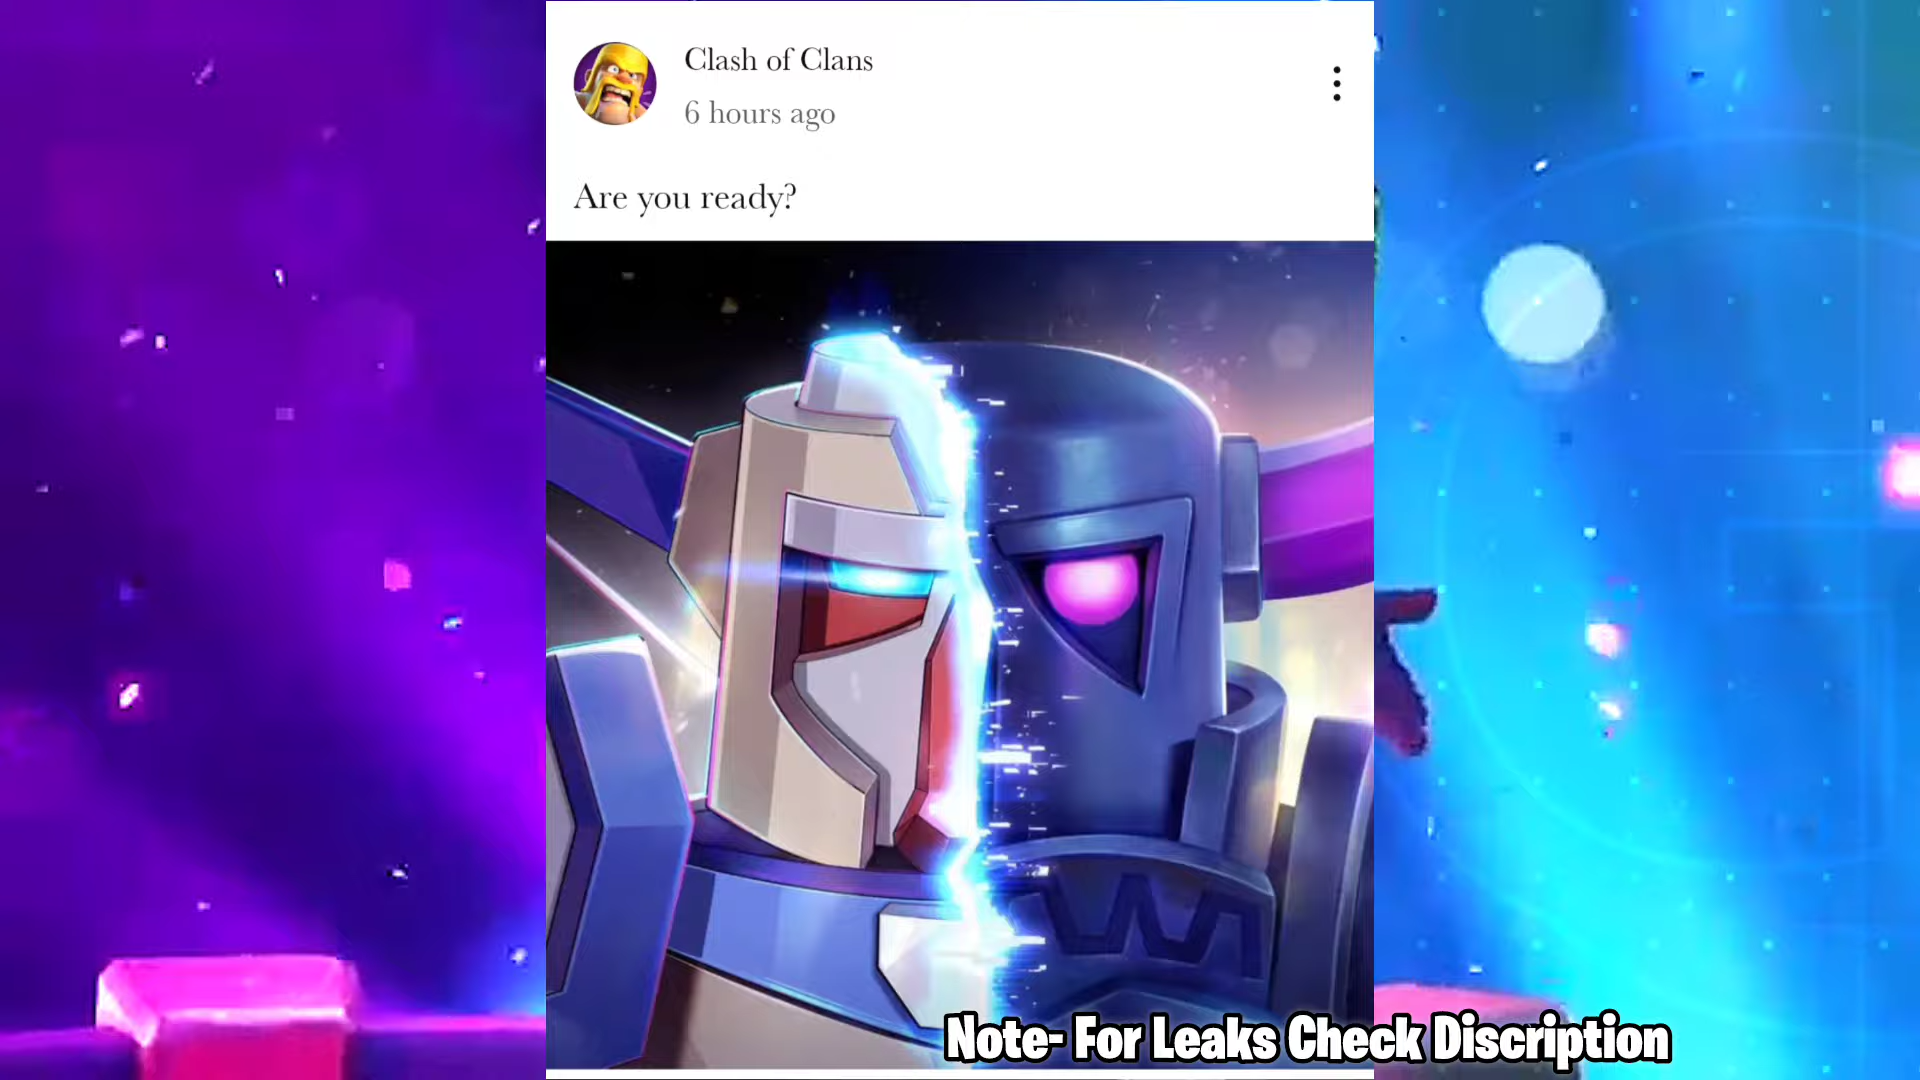 Clash of Clans
6 hours ago
Are you ready?
Note- For Leaks Check Discription